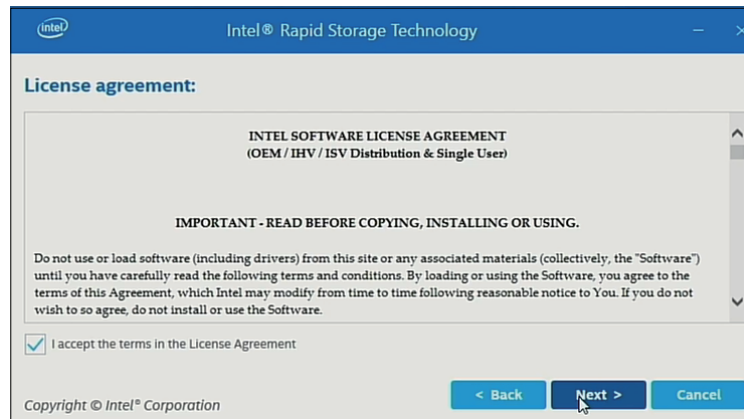 intel
Intel® Rapid Storage Technology
License agreement:
INTEL SOFTWARE LICENSE AGREEMENT
(OEM / IHV / ISV Distribution & Single User)
IMPORTANT - READ BEFORE COPYING, INSTALLING OR USING.
Do not use or load software (including drivers) from this site or any associated materials (collectively, the "Software")
until you have carefully read the following terms and conditions. By loading or using the Software, you agree to the
terms of this Agreement, which Intel may modify from time to time following reasonable notice to You. If you do not
wish to so agree, do not install or use the Software.
I accept the terms in the License Agreement
< Back
Next >
Cancel
Copyright © Intel® Corporation